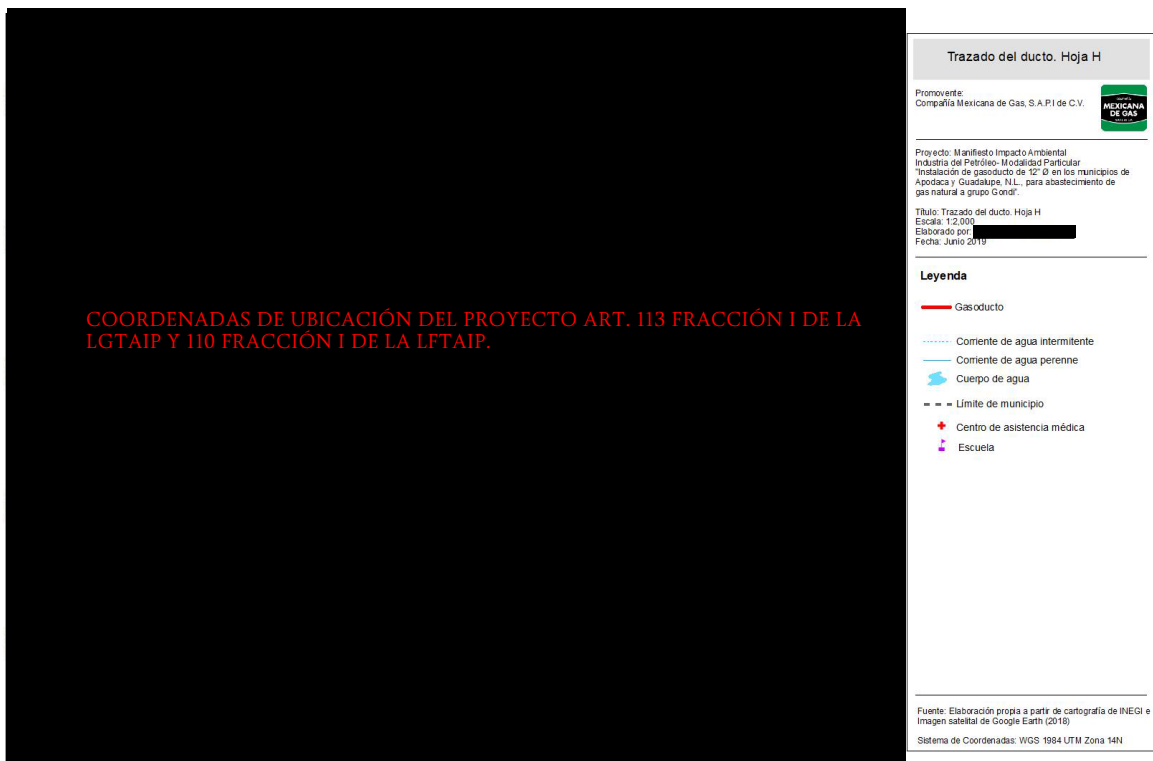 COORDENADAS DE UBICACIÓN DEL PROYECTO ART. 113 FRACCIÓN I DE LA
LGTAIP Y 110 FRACCIÓN I DE LA LFTAIP.
Trazado del ducto. Hoja H
Promovente:
Compañía Mexicana de Gas, S.A.P.I de C.V.
MEXICANA
DE GAS
Proyecto: Manifiesto Impacto Ambiental
Industria del Petróleo- Modalidad Particular
"Instalación de gasoducto de 12" Ø en los municipios de
Apodaca y Guadalupe, N.L., para abastecimiento de
gas natural a grupo Gondi".
Título: Trazado del ducto. Hoja H
Escala: 1:2,000
Elaborado por:
Fecha: Junio 2019
Leyenda
Gasoducto
Corriente de agua intermitente
Corriente de agua perenne
Cuerpo de agua
Límite de municipio
Centro de asistencia médica
Escuela
Fuente: Elaboración propia a partir de cartografía de INEGI e
Imagen satelital de Google Earth (2018)
Sistema de Coordenadas: WGS 1984 UTM Zona 14N